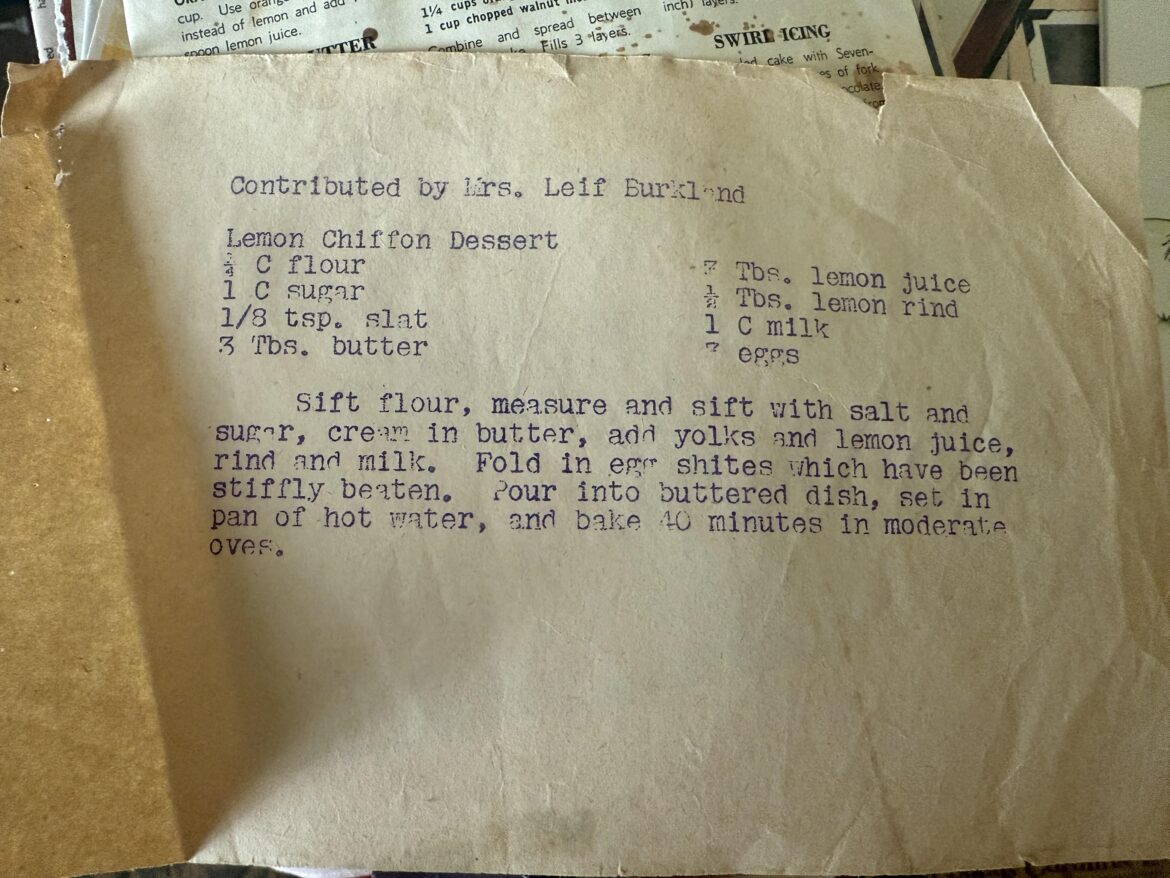 cup. Use
instead of lemon and add
spoon lemon juice.
1¼ cups
1 cup chopped walnut
Combine and spread between
Fills 3 layers.
inch) layers.
SWIRL ICING
cake with Seven-
of fork
Contributed by Mrs. Leif Burkland
Lemon Chiffon Dessert
¼ C flour
1 C sugar
1/8 tsp. slat
3 Tbs. butter
Tbs. lemon juice
½ Tbs. lemon rind
1 C milk
eggs
Sift flour, measure and sift with salt and
sugar, cream in butter, add yolks and lemon juice,
rind and milk. Fold in egg shites which have been
stiffly beaten. Pour into buttered dish, set in
pan of hot water, and bake 40 minutes in moderate
oves.